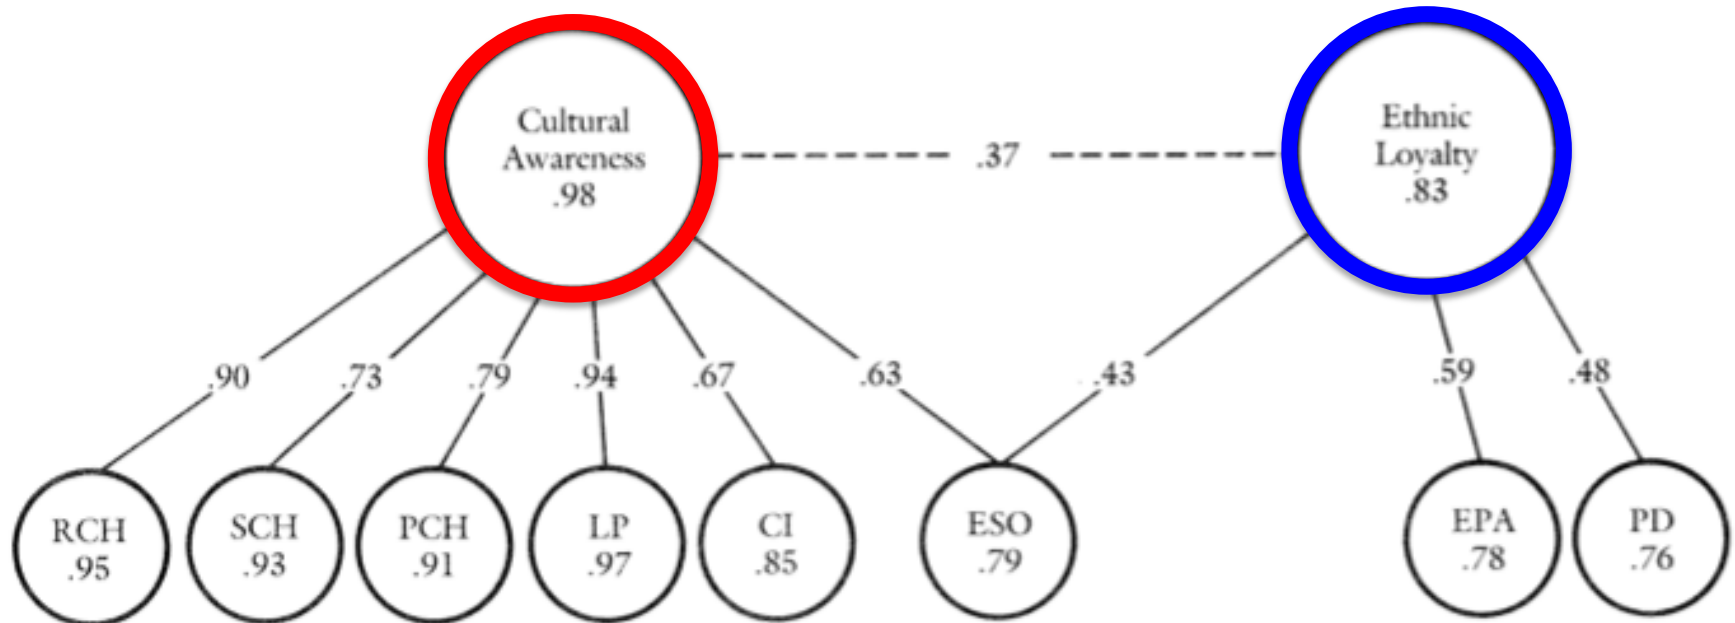 Cultural
Awareness
.98
.37
Ethnic
Loyalty
.83
.90
.73
.79
.94
.67
.63
.43
.59
.48
RCH
.95
SCH
.93
PCH
.91
LP
.97
CI
.85
ESO
.79
EPA
.78
PD
.76